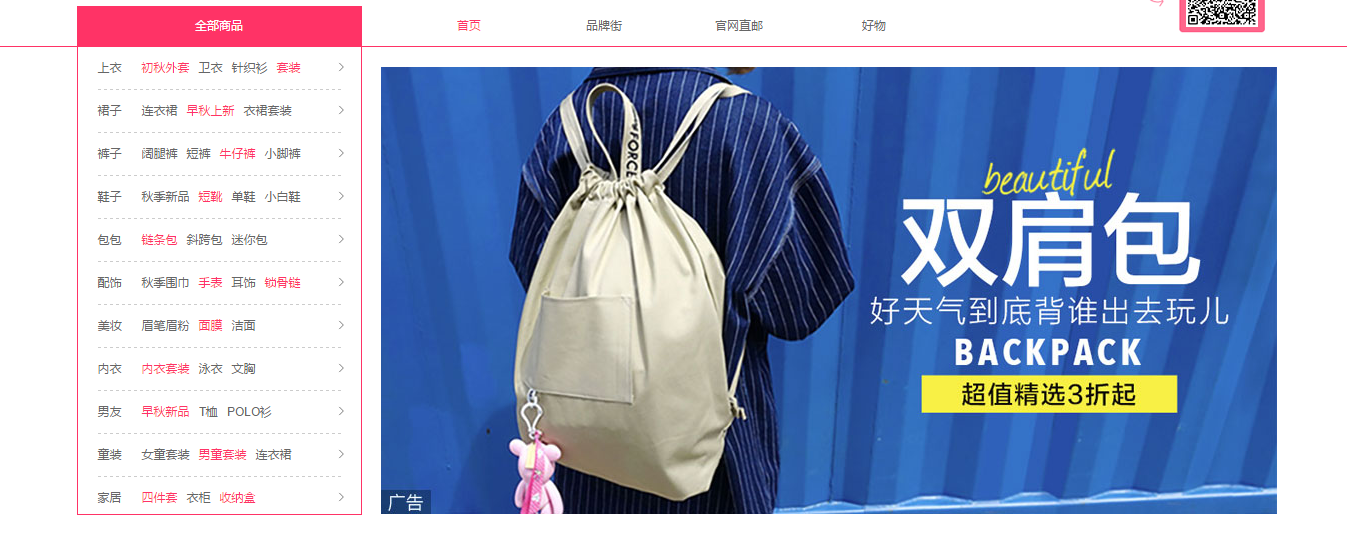 全部商品 首页 品牌街 官网直邮 好物
上衣 初秋外套 卫衣 针织衫 套装
裙子 连衣裙 早秋上新 衣裙套装
裤子 阔腿裤 短裤 牛仔裤 小脚裤
鞋子 秋季新品 短靴 单鞋 小白鞋
包包 链条包 斜跨包 迷你包
配饰 秋季围巾 手表 耳饰 锁骨链
美妆 眉笔眉粉 面膜 洁面
内衣 内衣套装 泳衣 文胸
男友 早秋新品 T恤 POLO衫
童装 女童套装 男童套装 连衣裙
家居 四件套 衣柜 收纳盒
FORCE
beautiful
双肩包
好天气到底背谁出去玩儿
BACKPACK
超值精选3折起
广告